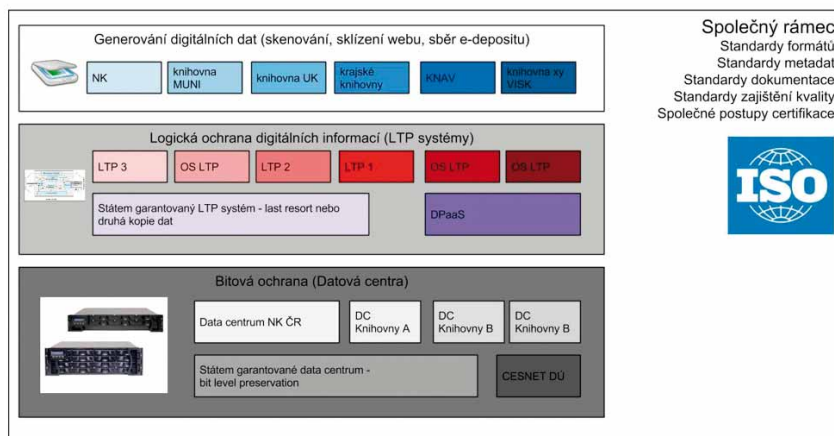 Generování digitálních dat (skenování, sklízení webu, sběr e-depositu)
NK
knihovna
MUNI
knihovna UK
krajské
knihovny
KNAV
knihovna xy
VISK
Logická ochrana digitálních informací (LTP systémy)
LTP 3
OS LTP
LTP 2
LTP 1
OS LTP
OS LTP
Státem garantovaný LTP systém - last resort nebo
druhá kopie dat
DPaaS
Bitová ochrana (Datová centra)
Data centrum NK ČR
DC
Knihovny A
DC
Knihovny B
DC
Knihovny B
Státem garantované data centrum -
bit level preservation
CESNET DÚ
Společný rámec
Standardy formátů
Standardy metadat
Standardy dokumentace
Standardy zajištění kvality
Společné postupy certifikace
ISO